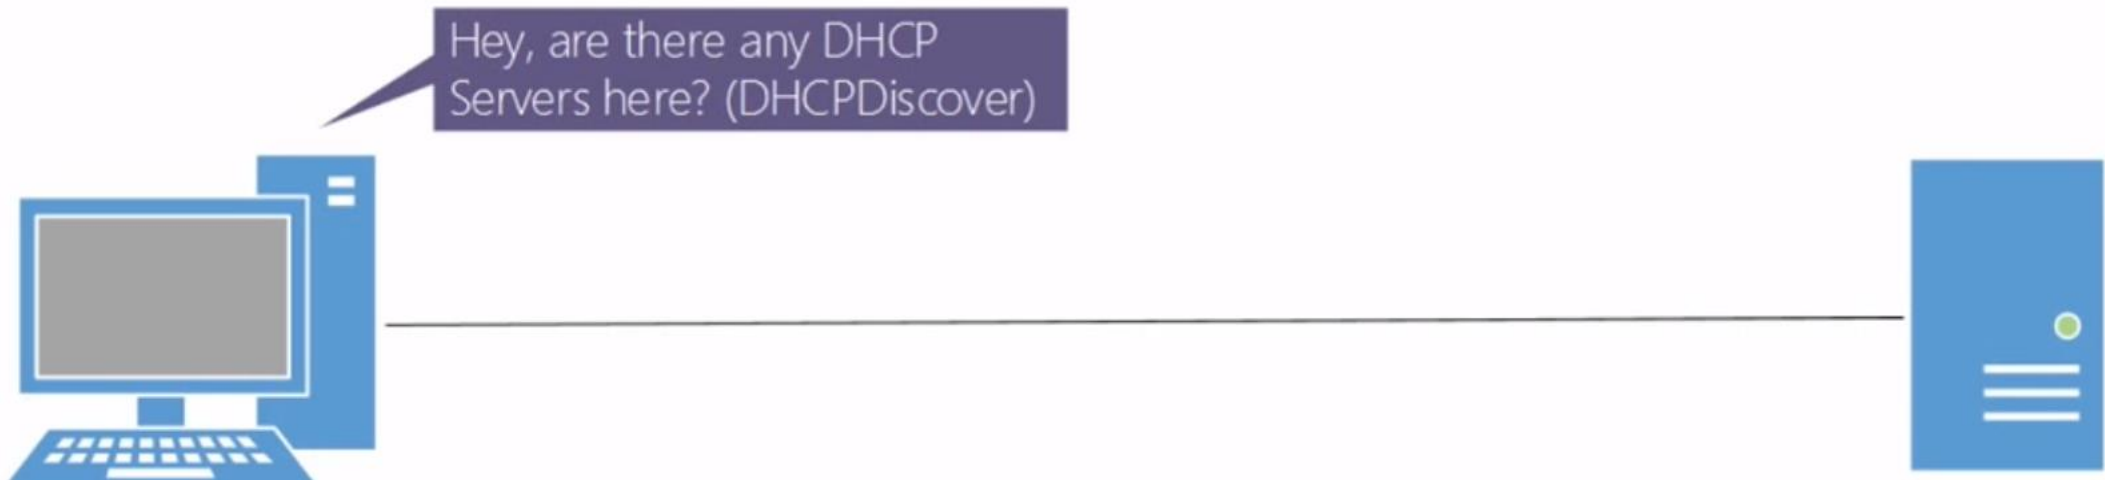 Hey, are there any DHCP
Servers here? (DHCPDiscover)